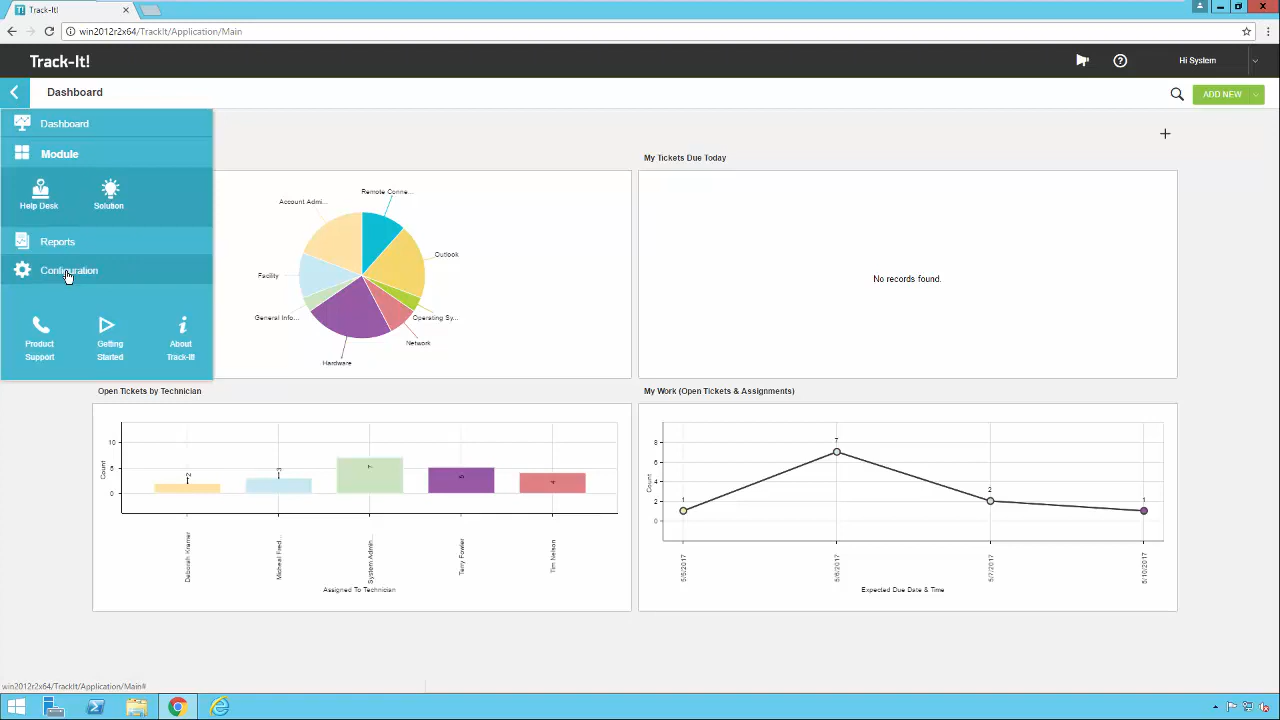 Track-It!
win2012r2x64/TrackIt/Application/Main
Track-It!
Hi System
Dashboard
ADD NEW
Dashboard
Module
Help Desk
Solution
Reports
Configuration
Product Support
Getting Started
About Track-It!
Remote Conne...
Account Admi...
Outlook
Facility
General Info...
Operating Sy...
Network
Hardware
My Tickets Due Today
No records found.
Open Tickets by Technician
10
5
0
Count
2
3
7
5
4
Deborah Kramer
Micheal Fred...
System Admin...
Terry Fowler
Tim Nelson
Assigned To Technician
My Work (Open Tickets & Assignments)
8
6
4
2
0
Count
1
7
2
1
5/5/2017
5/6/2017
5/7/2017
5/10/2017
Expected Due Date & Time
win2012r2x64/TrackIt/Application/Main#